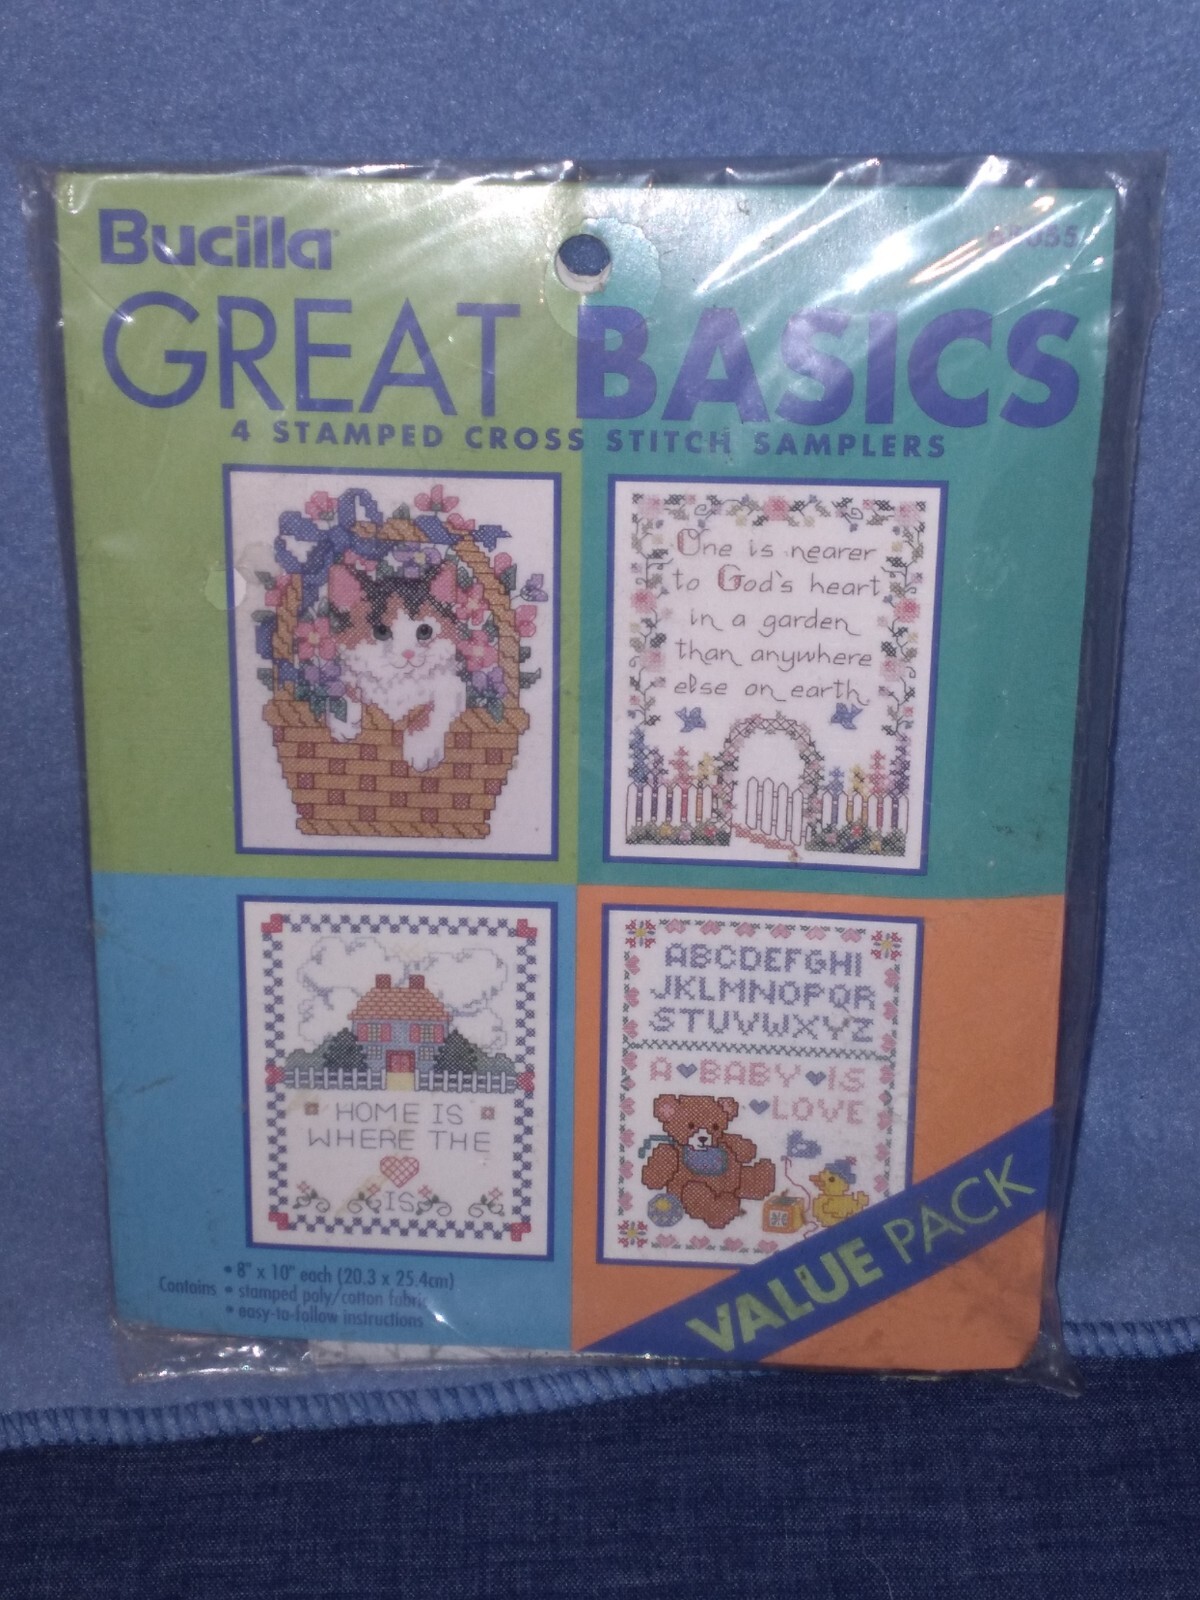 Bucilla
GREAT BASICS
4 STAMPED CROSS STITCH SAMPLERS
One is nearer
to God's heart
in a garden
than anywhere
else on earth
HOME IS
WHERE THE
IS
ABCDEFGHI
JKLMNOPQR
STUVWXYZ
A BABY IS
LOVE
Contains • 8" x 10" each (20.3 x 25.4cm)
• stamped poly/cotton fabric
• easy-to-follow instructions
VALUE PACK